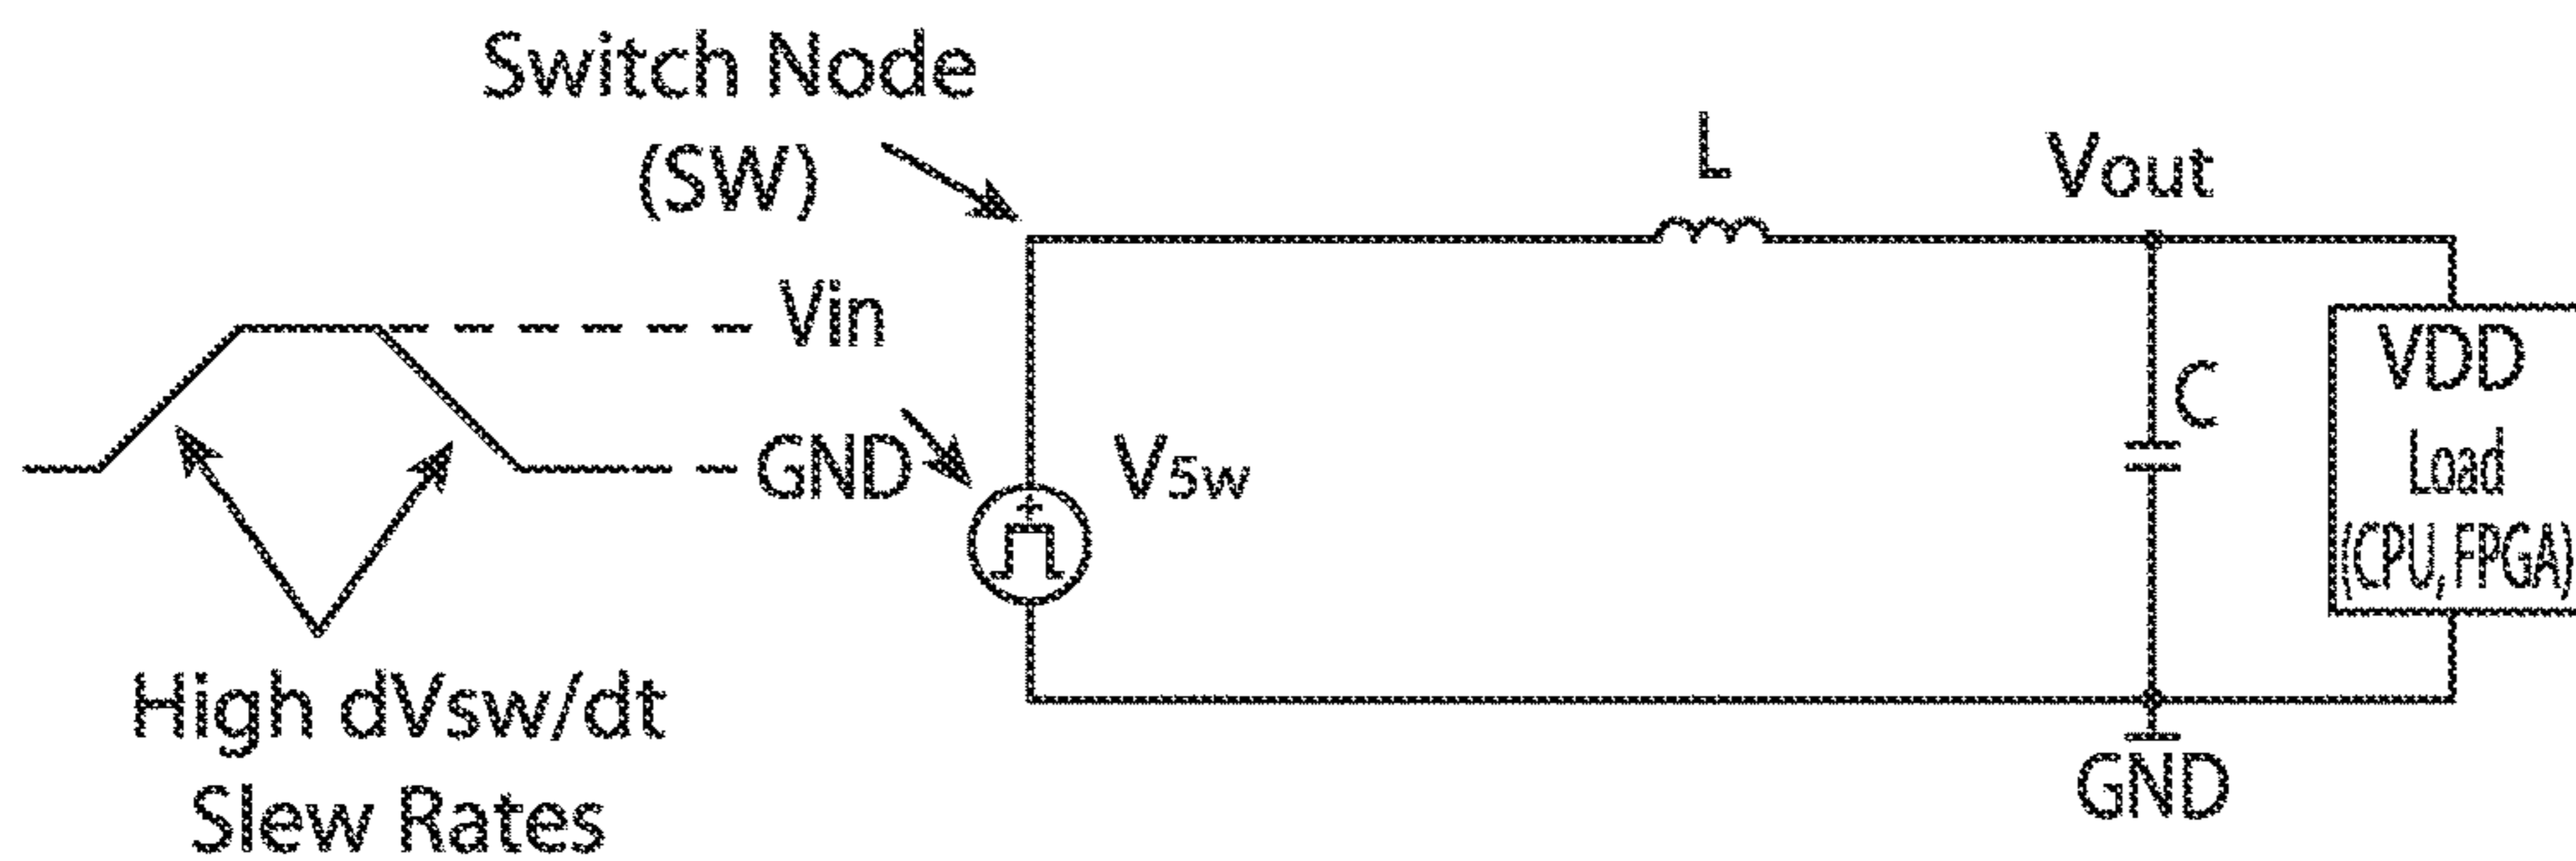 Switch Node
(SW)
L
Vout
Vin
GND
V5w
C
VDD
Load
(CPU, FPGA)
High dVsw/dt
Slew Rates
GND